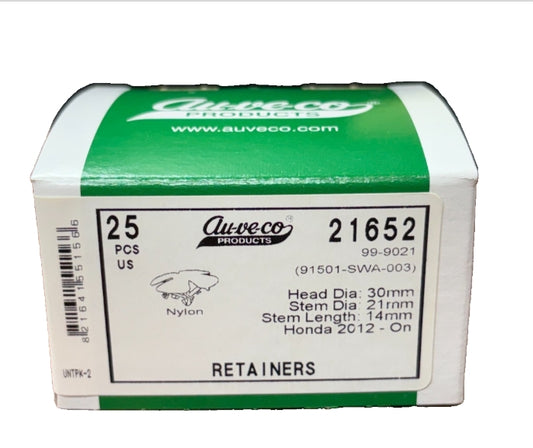 au-ve-co
PRODUCTS
www.auveco.com
25
PCS
US
au-ve-co
PRODUCTS
21652
99-9021
(91501-SWA-003)
Nylon
Head Dia: 30mm
Stem Dia: 21mm
Stem Length: 14mm
Honda 2012 - On
UNTPK-2
RETAINERS